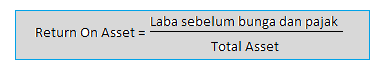 Return On Asset = Laba sebelum bunga dan pajak
Total Asset